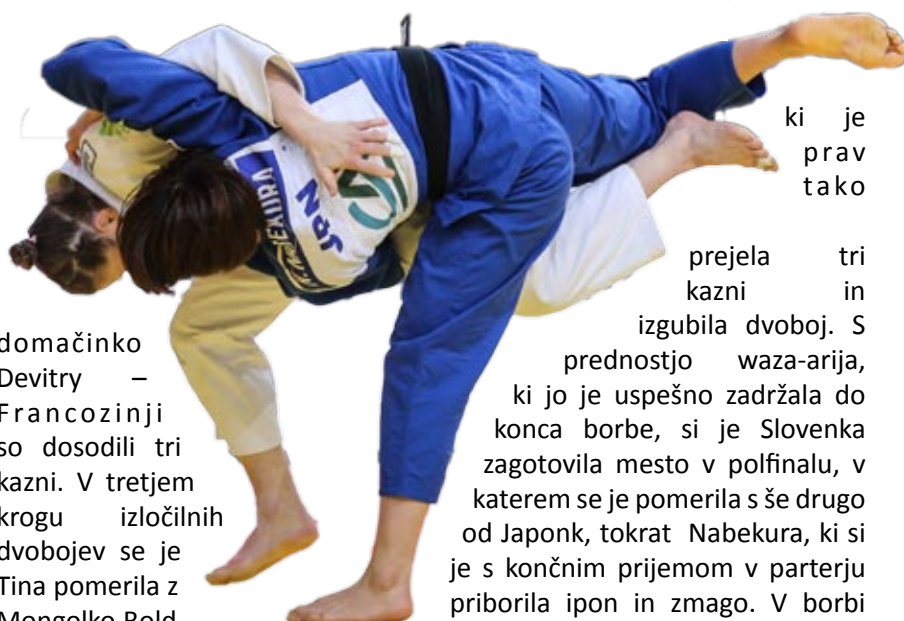 domačinko
Devitry –
Francozinji
so dosodili tri
kazni. V tretjem
krogu izločilnih
dvobojev se je
Tina pomerila z
Mongolko Bold,
ki je
prav
tako
prejela tri
kazni in
izgubila dvoboj. S
prednostjo waza-arija,
ki jo je uspešno zadržala do
konca borbe, si je Slovenka
zagotovila mesto v polfinalu, v
katerem se je pomerila s še drugo
od Japonk, tokrat Nabekura, ki si
je s končnim prijemom v parterju
priborila ipon in zmago. V borbi
JPN